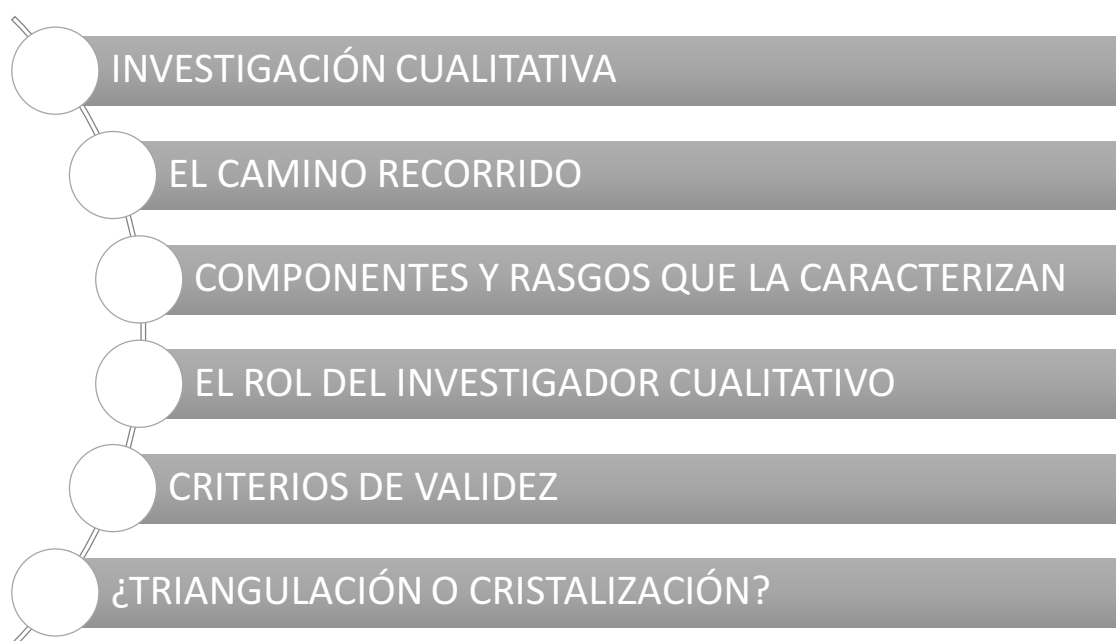 INVESTIGACIÓN CUALITATIVA
EL CAMINO RECORRIDO
COMPONENTES Y RASGOS QUE LA CARACTERIZAN
EL ROL DEL INVESTIGADOR CUALITATIVO
CRITERIOS DE VALIDEZ
¿TRIANGULACIÓN O CRISTALIZACIÓN?